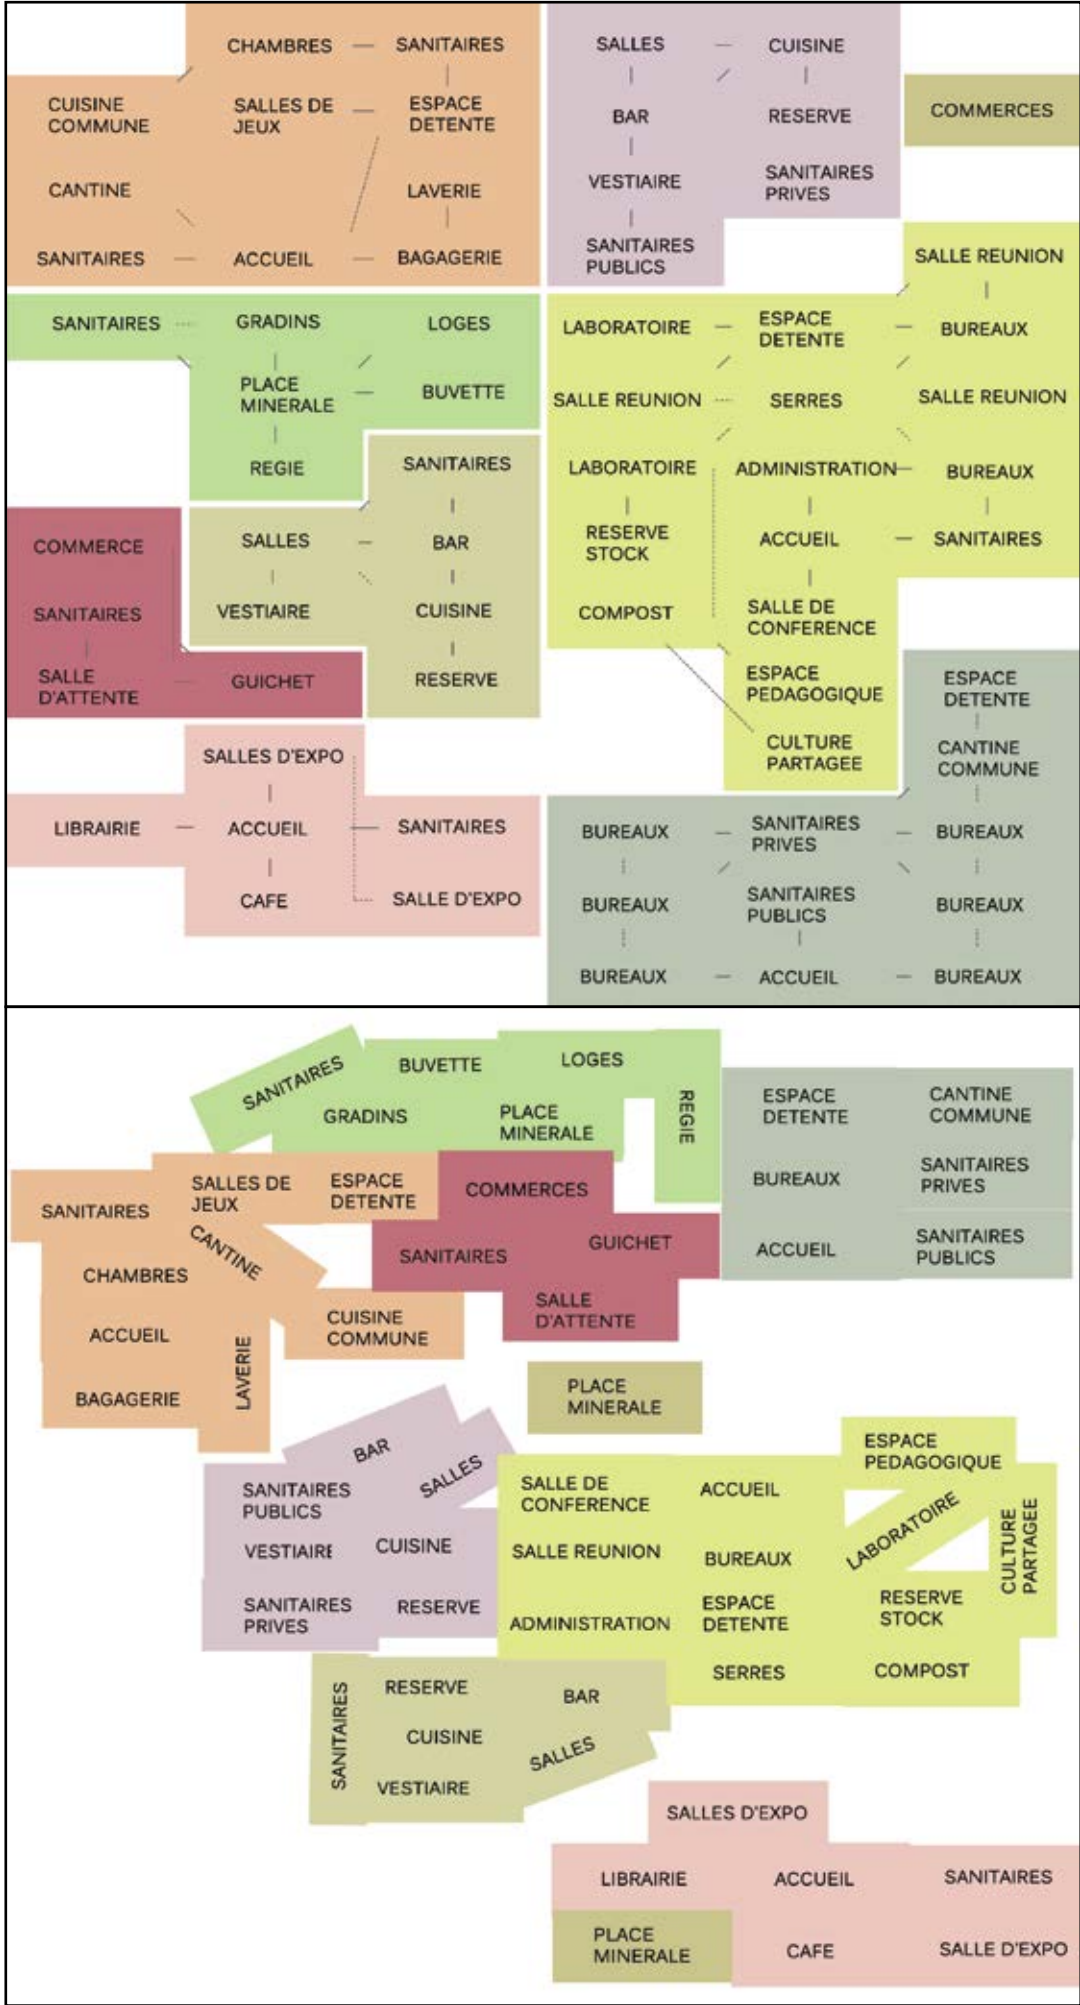 CHAMBRES
SANITAIRES
CUISINE
COMMUNE
SALLES DE
JEUX
ESPACE
DETENTE
CANTINE
LAVERIE
SANITAIRES
ACCUEIL
BAGAGERIE
SALLES
CUISINE
BAR
RESERVE
VESTIAIRE
SANITAIRES
PRIVES
SANITAIRES
PUBLICS
COMMERCES
SANITAIRES
GRADINS
LOGES
PLACE
MINERALE
BUVETTE
REGIE
SALLE REUNION
LABORATOIRE
ESPACE
DETENTE
BUREAUX
SALLE REUNION
SERRES
SALLE REUNION
LABORATOIRE
ADMINISTRATION
BUREAUX
RESERVE
STOCK
ACCUEIL
SANITAIRES
COMPOST
SALLE DE
CONFERENCE
ESPACE
PEDAGOGIQUE
CULTURE
PARTAGEE
SANITAIRES
SALLES
BAR
VESTIAIRE
CUISINE
RESERVE
COMMERCE
SANITAIRES
SALLE
D'ATTENTE
GUICHET
SALLES D'EXPO
LIBRAIRIE
ACCUEIL
SANITAIRES
CAFE
SALLE D'EXPO
ESPACE
DETENTE
CANTINE
COMMUNE
BUREAUX
SANITAIRES
PRIVES
BUREAUX
BUREAUX
SANITAIRES
PUBLICS
BUREAUX
BUREAUX
ACCUEIL
BUREAUX
SANITAIRES
BUVETTE
LOGES
GRADINS
PLACE
MINERALE
REGIE
ESPACE
DETENTE
CANTINE
COMMUNE
BUREAUX
SANITAIRES
PRIVES
ACCUEIL
SANITAIRES
PUBLICS
SANITAIRES
SALLES DE
JEUX
ESPACE
DETENTE
CANTINE
CHAMBRES
ACCUEIL
CUISINE
COMMUNE
BAGAGERIE
LAVERIE
COMMERCES
SANITAIRES
GUICHET
SALLE
D'ATTENTE
PLACE
MINERALE
BAR
SALLES
SANITAIRES
PUBLICS
VESTIAIRE
CUISINE
SANITAIRES
PRIVES
RESERVE
SALLE DE
CONFERENCE
ACCUEIL
ESPACE
PEDAGOGIQUE
SALLE REUNION
BUREAUX
LABORATOIRE
CULTURE
PARTAGEE
ADMINISTRATION
ESPACE
DETENTE
RESERVE
STOCK
SERRES
COMPOST
SANITAIRES
RESERVE
BAR
CUISINE
SALLES
VESTIAIRE
SALLES D'EXPO
LIBRAIRIE
ACCUEIL
SANITAIRES
PLACE
MINERALE
CAFE
SALLE D'EXPO